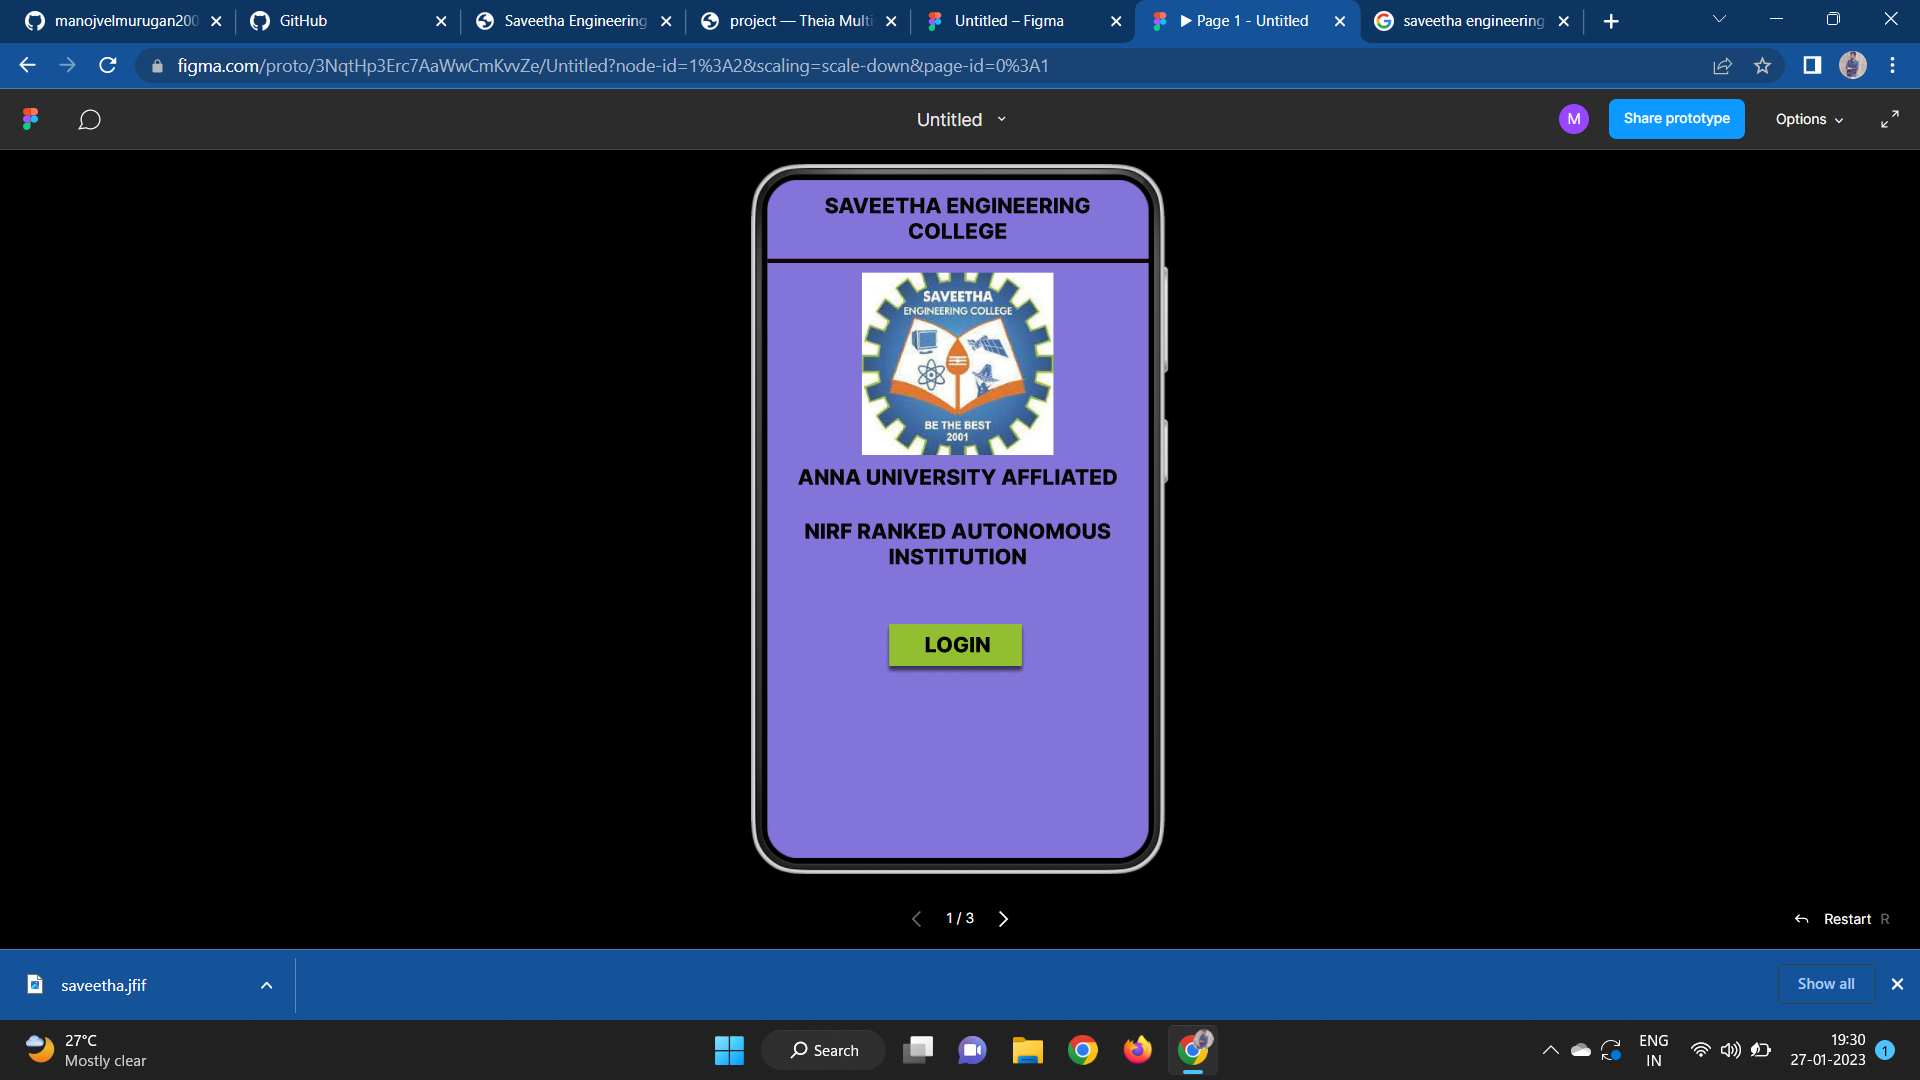 manojvelmurugan200
GitHub
Saveetha Engineering
project — Theia Multi
Untitled – Figma
Page 1 - Untitled
saveetha engineering
figma.com/proto/3NqtHp3Erc7AaWwCmKvvZe/Untitled?node-id=1%3A2&scaling=scale-down&page-id=0%3A1
Untitled
M
Share prototype
Options
SAVEETHA ENGINEERING
COLLEGE
SAVEETHA
ENGINEERING COLLEGE
BE THE BEST
2001
ANNA UNIVERSITY AFFLIATED
NIRF RANKED AUTONOMOUS
INSTITUTION
LOGIN
1 / 3
Restart R
saveetha.jfif
Show all
27°C
Mostly clear
Search
ENG
IN
19:30
27-01-2023
1